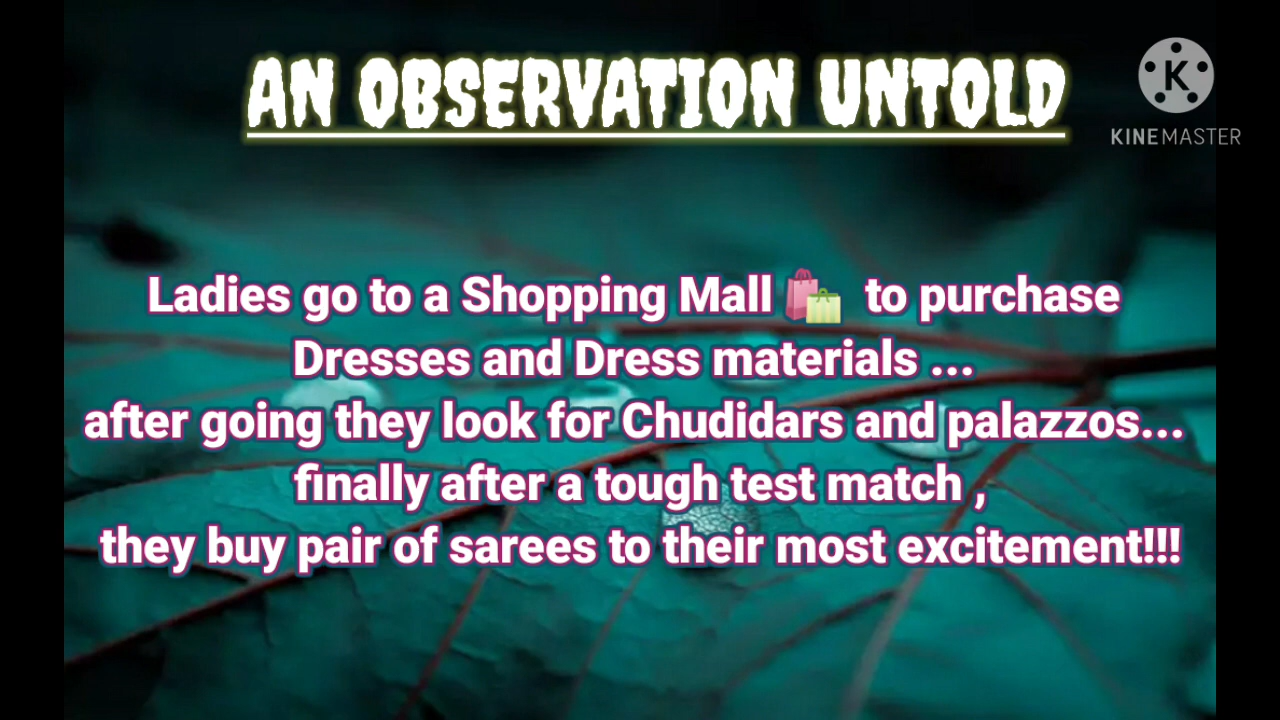 AN OBSERVATION UNTOLD
K
KINEMASTER
Ladies go to a Shopping Mall 🛍️ to purchase
Dresses and Dress materials ...
after going they look for Chudidars and palazzos...
finally after a tough test match ,
they buy pair of sarees to their most excitement!!!